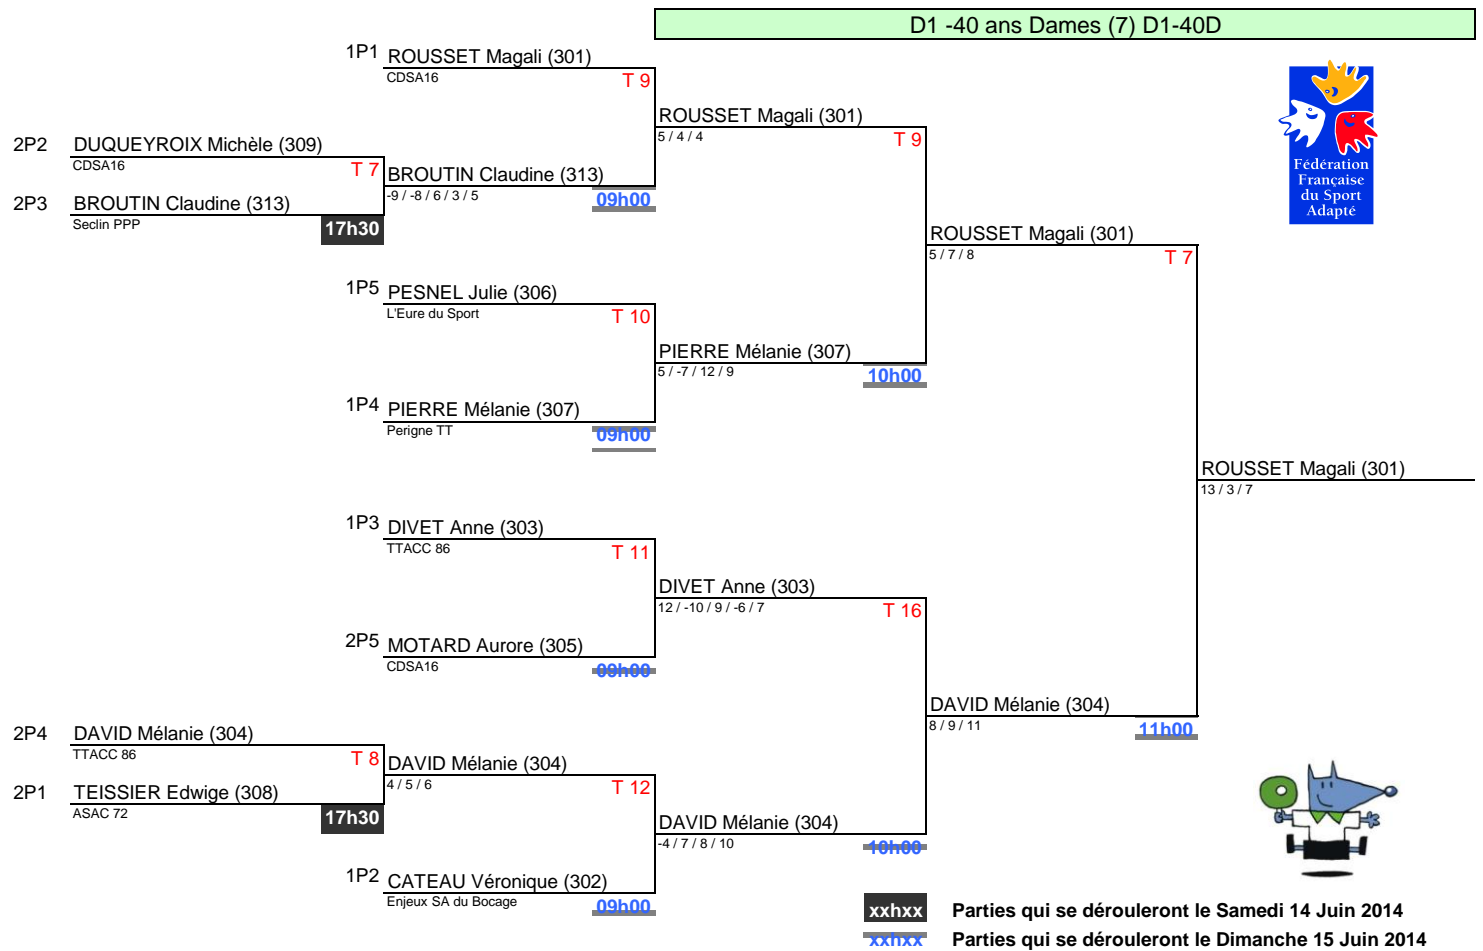 D1 -40 ans Dames (7) D1-40D
1P1 ROUSSET Magali (301)
CDSA16
T 9
ROUSSET Magali (301)
5 / 4 / 4
T 9
2P2 DUQUEYROIX Michèle (309)
CDSA16
T 7
BROUTIN Claudine (313)
-9 / -8 / 6 / 3 / 5
09h00
2P3 BROUTIN Claudine (313)
Seclin PPP
17h30
Fédération
Française
du Sport
Adapté
ROUSSET Magali (301)
5 / 7 / 8
T 7
1P5 PESNEL Julie (306)
L'Eure du Sport
T 10
PIERRE Mélanie (307)
5 / -7 / 12 / 9
10h00
1P4 PIERRE Mélanie (307)
Perigne TT
09h00
ROUSSET Magali (301)
13 / 3 / 7
1P3 DIVET Anne (303)
TTACC 86
T 11
DIVET Anne (303)
12 / -10 / 9 / -6 / 7
T 16
2P5 MOTARD Aurore (305)
CDSA16
09h00
DAVID Mélanie (304)
8 / 9 / 11
11h00
2P4 DAVID Mélanie (304)
TTACC 86
T 8
DAVID Mélanie (304)
4 / 5 / 6
T 12
2P1 TEISSIER Edwige (308)
ASAC 72
17h30
DAVID Mélanie (304)
-4 / 7 / 8 / 10
10h00
1P2 CATEAU Véronique (302)
Enjeux SA du Bocage
09h00
xxhxx Parties qui se dérouleront le Samedi 14 Juin 2014
xxhxx Parties qui se dérouleront le Dimanche 15 Juin 2014